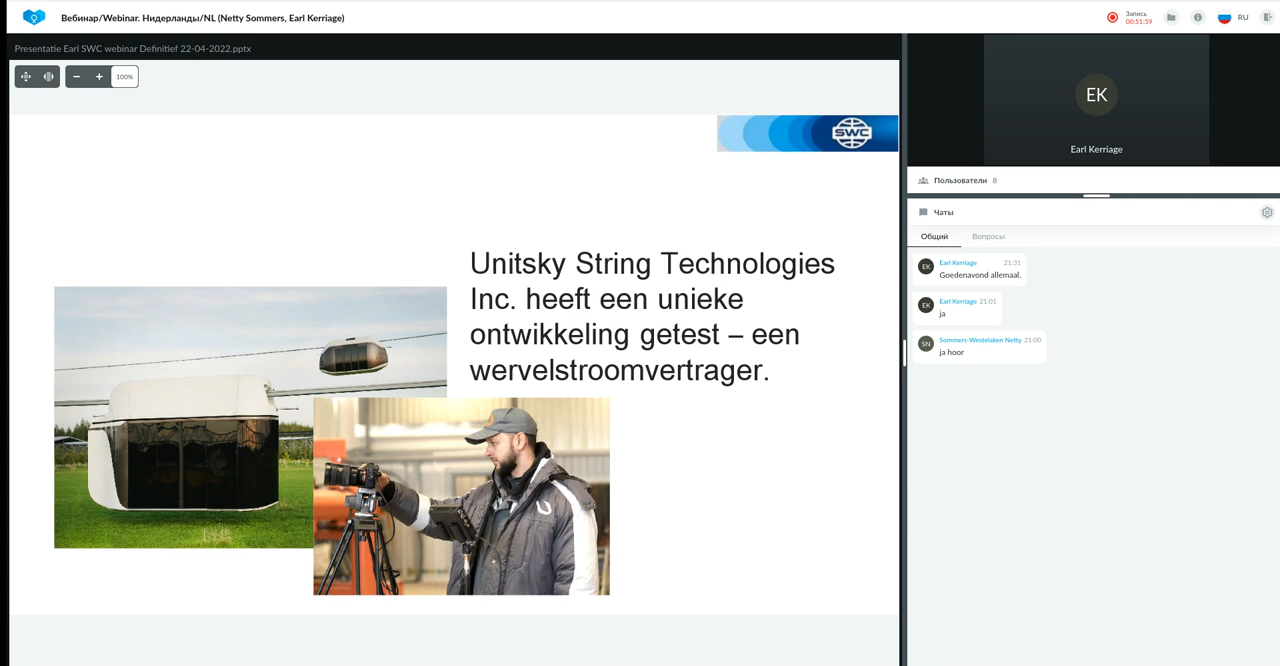 Вебинар/Webinar. Нидерланды/NL (Netty Sommers, Earl Kerriage)
Запись
00:51:59
RU
Presentatie Earl SWC webinar Definitief 22-04-2022.pptx
100%
SWC
Unitsky String Technologies
Inc. heeft een unieke
ontwikkeling getest – een
wervelstroomvertrager.
EK
Earl Kerriage
Пользователи 8
Чаты
Общий Вопросы
EK Earl Kerriage 21:31
Goedenavond allemaal.
EK Earl Kerriage 21:01
ja
SN Sommers-Westelaken Netty 21:00
ja hoor